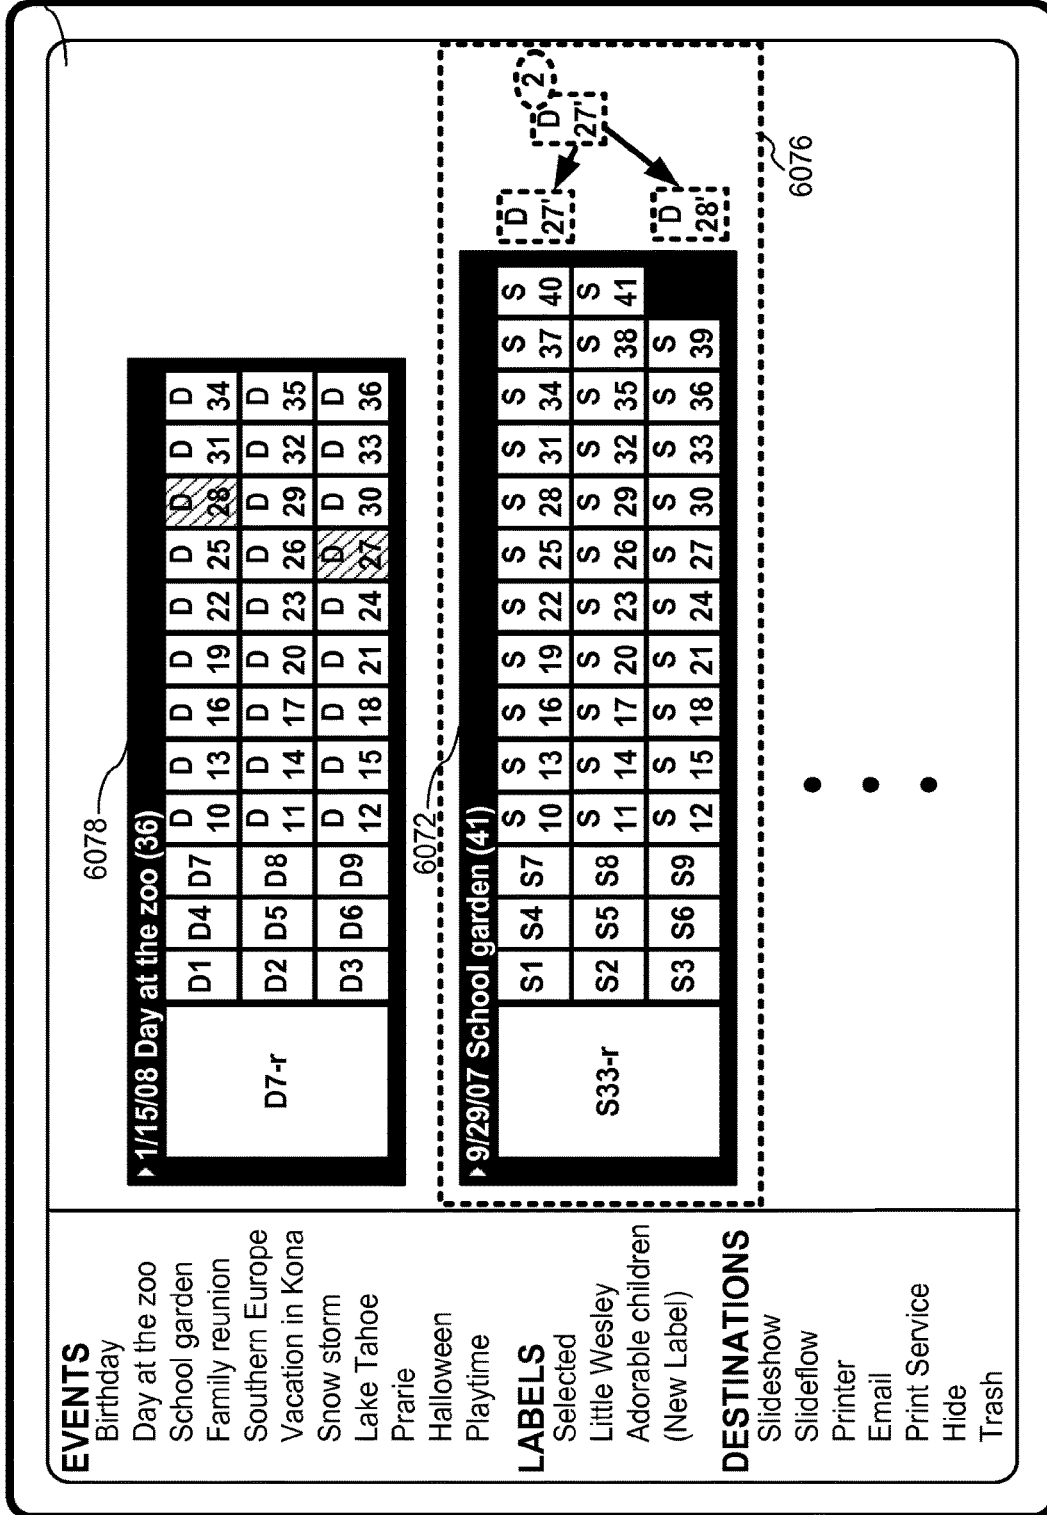 EVENTS
Birthday
Day at the zoo
School garden
Family reunion
Southern Europe
Vacation in Kona
Snow storm
Lake Tahoe
Prarie
Halloween
Playtime
LABELS
Selected
Little Wesley
Adorable children
(New Label)
DESTINATIONS
Slideshow
Slideflow
Printer
Email
Print Service
Hide
Trash
6078
1/15/08 Day at the zoo (36)
D7-r
D1 D4 D7 D 10 D 13 D 16 D 19 D 22 D 25 D 28 D 31 D 34
D2 D5 D8 D 11 D 14 D 17 D 20 D 23 D 26 D 29 D 32 D 35
D3 D6 D9 D 12 D 15 D 18 D 21 D 24 D 27 D 30 D 33 D 36
6072
9/29/07 School garden (41)
S33-r
S1 S4 S7 S 10 S 13 S 16 S 19 S 22 S 25 S 28 S 31 S 34 S 37 S 40
S2 S5 S8 S 11 S 14 S 17 S 20 S 23 S 26 S 29 S 32 S 35 S 38 S 41
S3 S6 S9 S 12 S 15 S 18 S 21 S 24 S 27 S 30 S 33 S 36 S 39
D 27'
D 28'
D 27'
2
6076